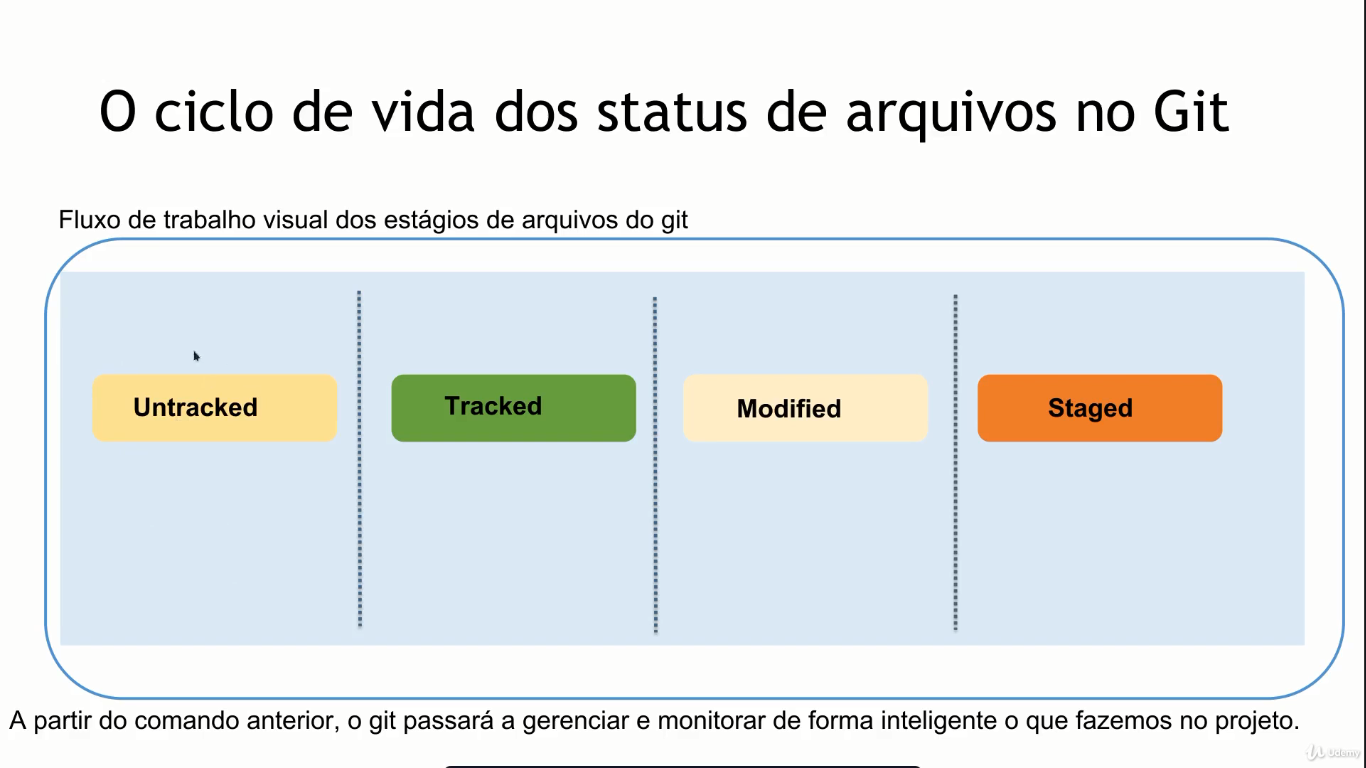 O ciclo de vida dos status de arquivos no Git
Fluxo de trabalho visual dos estágios de arquivos do git
Untracked
Tracked
Modified
Staged
A partir do comando anterior, o git passará a gerenciar e monitorar de forma inteligente o que fazemos no projeto.
Udemy